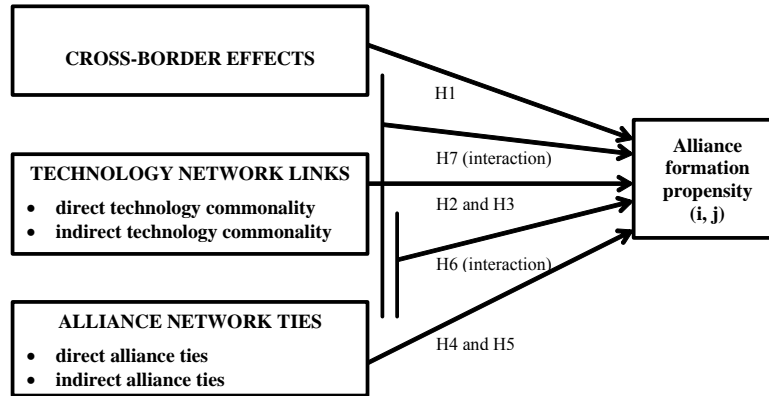 CROSS-BORDER EFFECTS
H1
H7 (interaction)
TECHNOLOGY NETWORK LINKS
• direct technology commonality
• indirect technology commonality
H2 and H3
Alliance
formation
propensity
(i, j)
H6 (interaction)
ALLIANCE NETWORK TIES
• direct alliance ties
• indirect alliance ties
H4 and H5